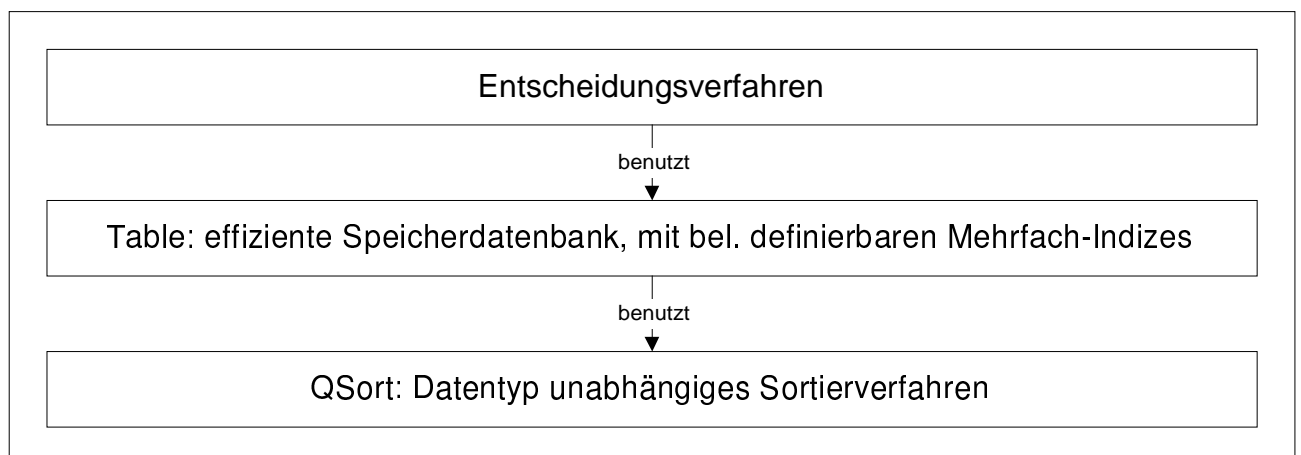 Entscheidungsverfahren
benutzt
Table: effiziente Speicherdatenbank, mit bel. definierbaren Mehrfach-Indizes
benutzt
QSort: Datentyp unabhängiges Sortierverfahren